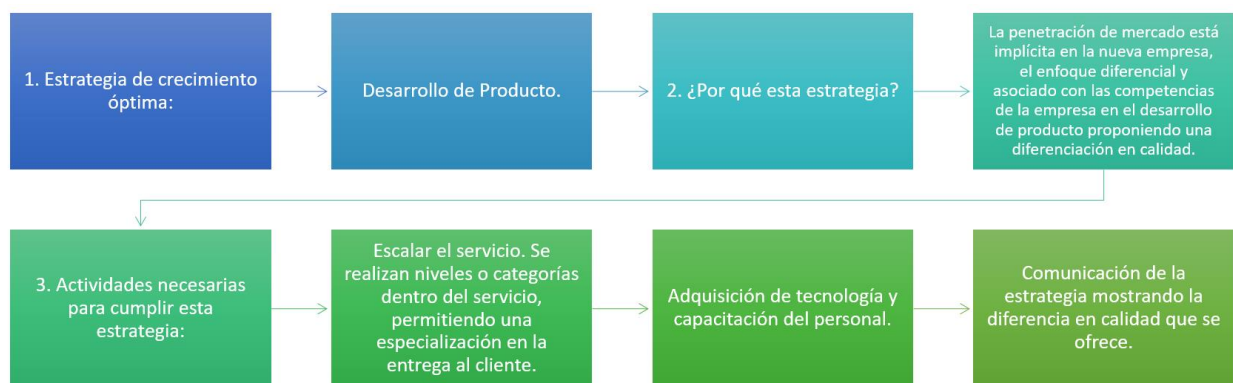 1. Estrategia de crecimiento
óptima:
Desarrollo de Producto.
2. ¿Por qué esta estrategia?
La penetración de mercado está
implícita en la nueva empresa,
el enfoque diferencial y
asociado con las competencias
de la empresa en el desarrollo
de producto proponiendo una
diferenciación en calidad.
3. Actividades necesarias
para cumplir esta
estrategia:
Escalar el servicio. Se
realizan niveles o categorías
dentro del servicio,
permitiendo una
especialización en la
entrega al cliente.
Adquisición de tecnología y
capacitación del personal.
Comunicación de la
estrategia mostrando la
diferencia en calidad que se
ofrece.